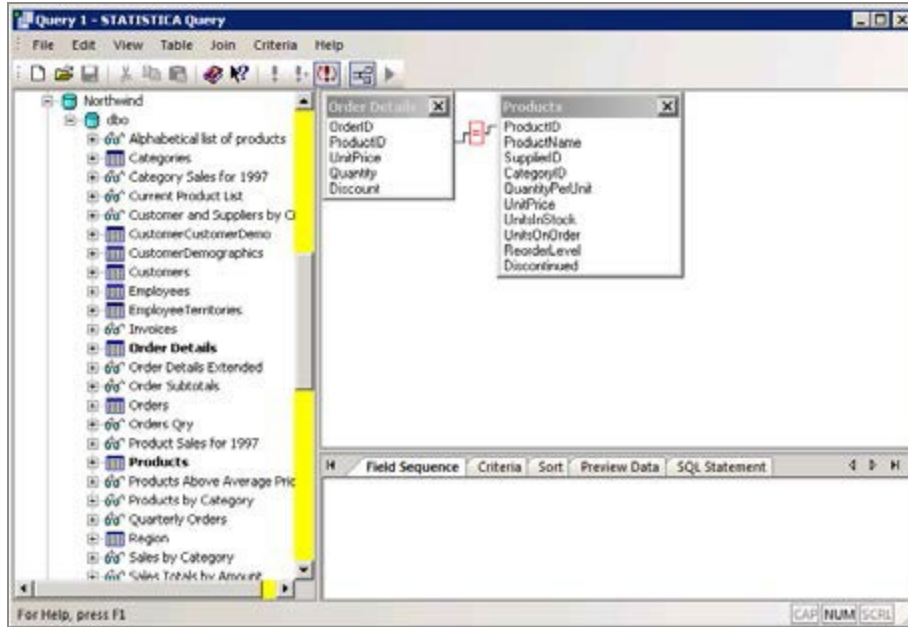 Query 1 - STATISTICA Query
File Edit View Table Join Criteria Help
Northwind
dbo
Alphabetical list of products
Categories
Category Sales for 1997
Current Product List
Customer and Suppliers by Ci
CustomerCustomerDemo
CustomerDemographics
Customers
Employees
EmployeeTerritories
Invoices
Order Details
Order Details Extended
Order Subtotals
Orders
Orders Qry
Product Sales for 1997
Products
Products Above Average Pric
Products by Category
Quarterly Orders
Region
Sales by Category
Sales Totals by Amount
Order Details
OrderID
ProductID
UnitPrice
Quantity
Discount
=
Products
ProductID
ProductName
SupplierID
CategoryID
QuantityPerUnit
UnitPrice
UnitsInStock
UnitsOnOrder
ReorderLevel
Discontinued
Field Sequence Criteria Sort Preview Data SQL Statement
For Help, press F1
CAP NUM SCRL